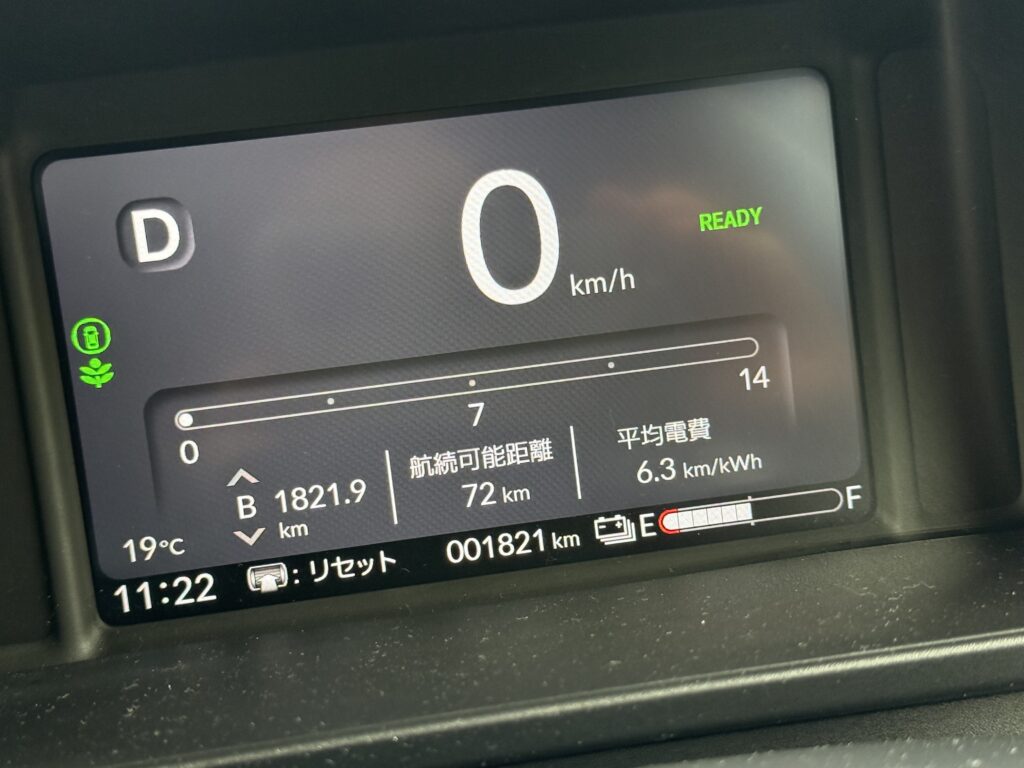 D
0 km/h
READY
0 7 14
B 1821.9 km
航続可能距離
72 km
平均電費
6.3 km/kWh
19°C
11:22
: リセット
001821 km
E F